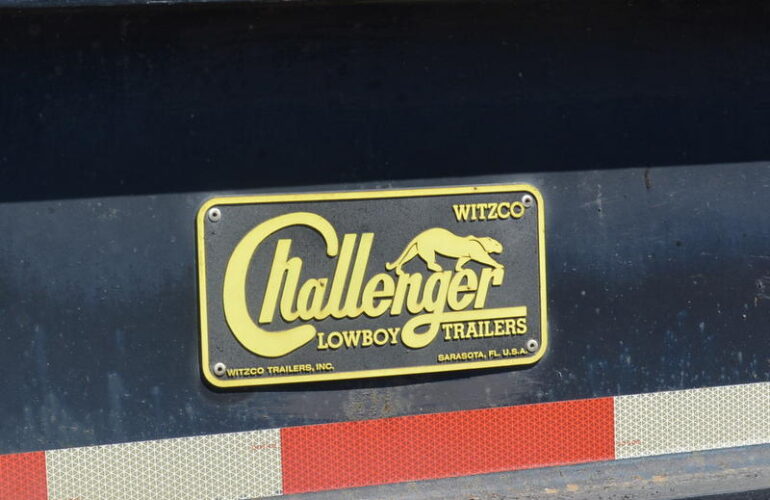 WITZCO
Challenger
LOWBOY TRAILERS
WITZCO TRAILERS, INC.
SARASOTA, FL. U.S.A.